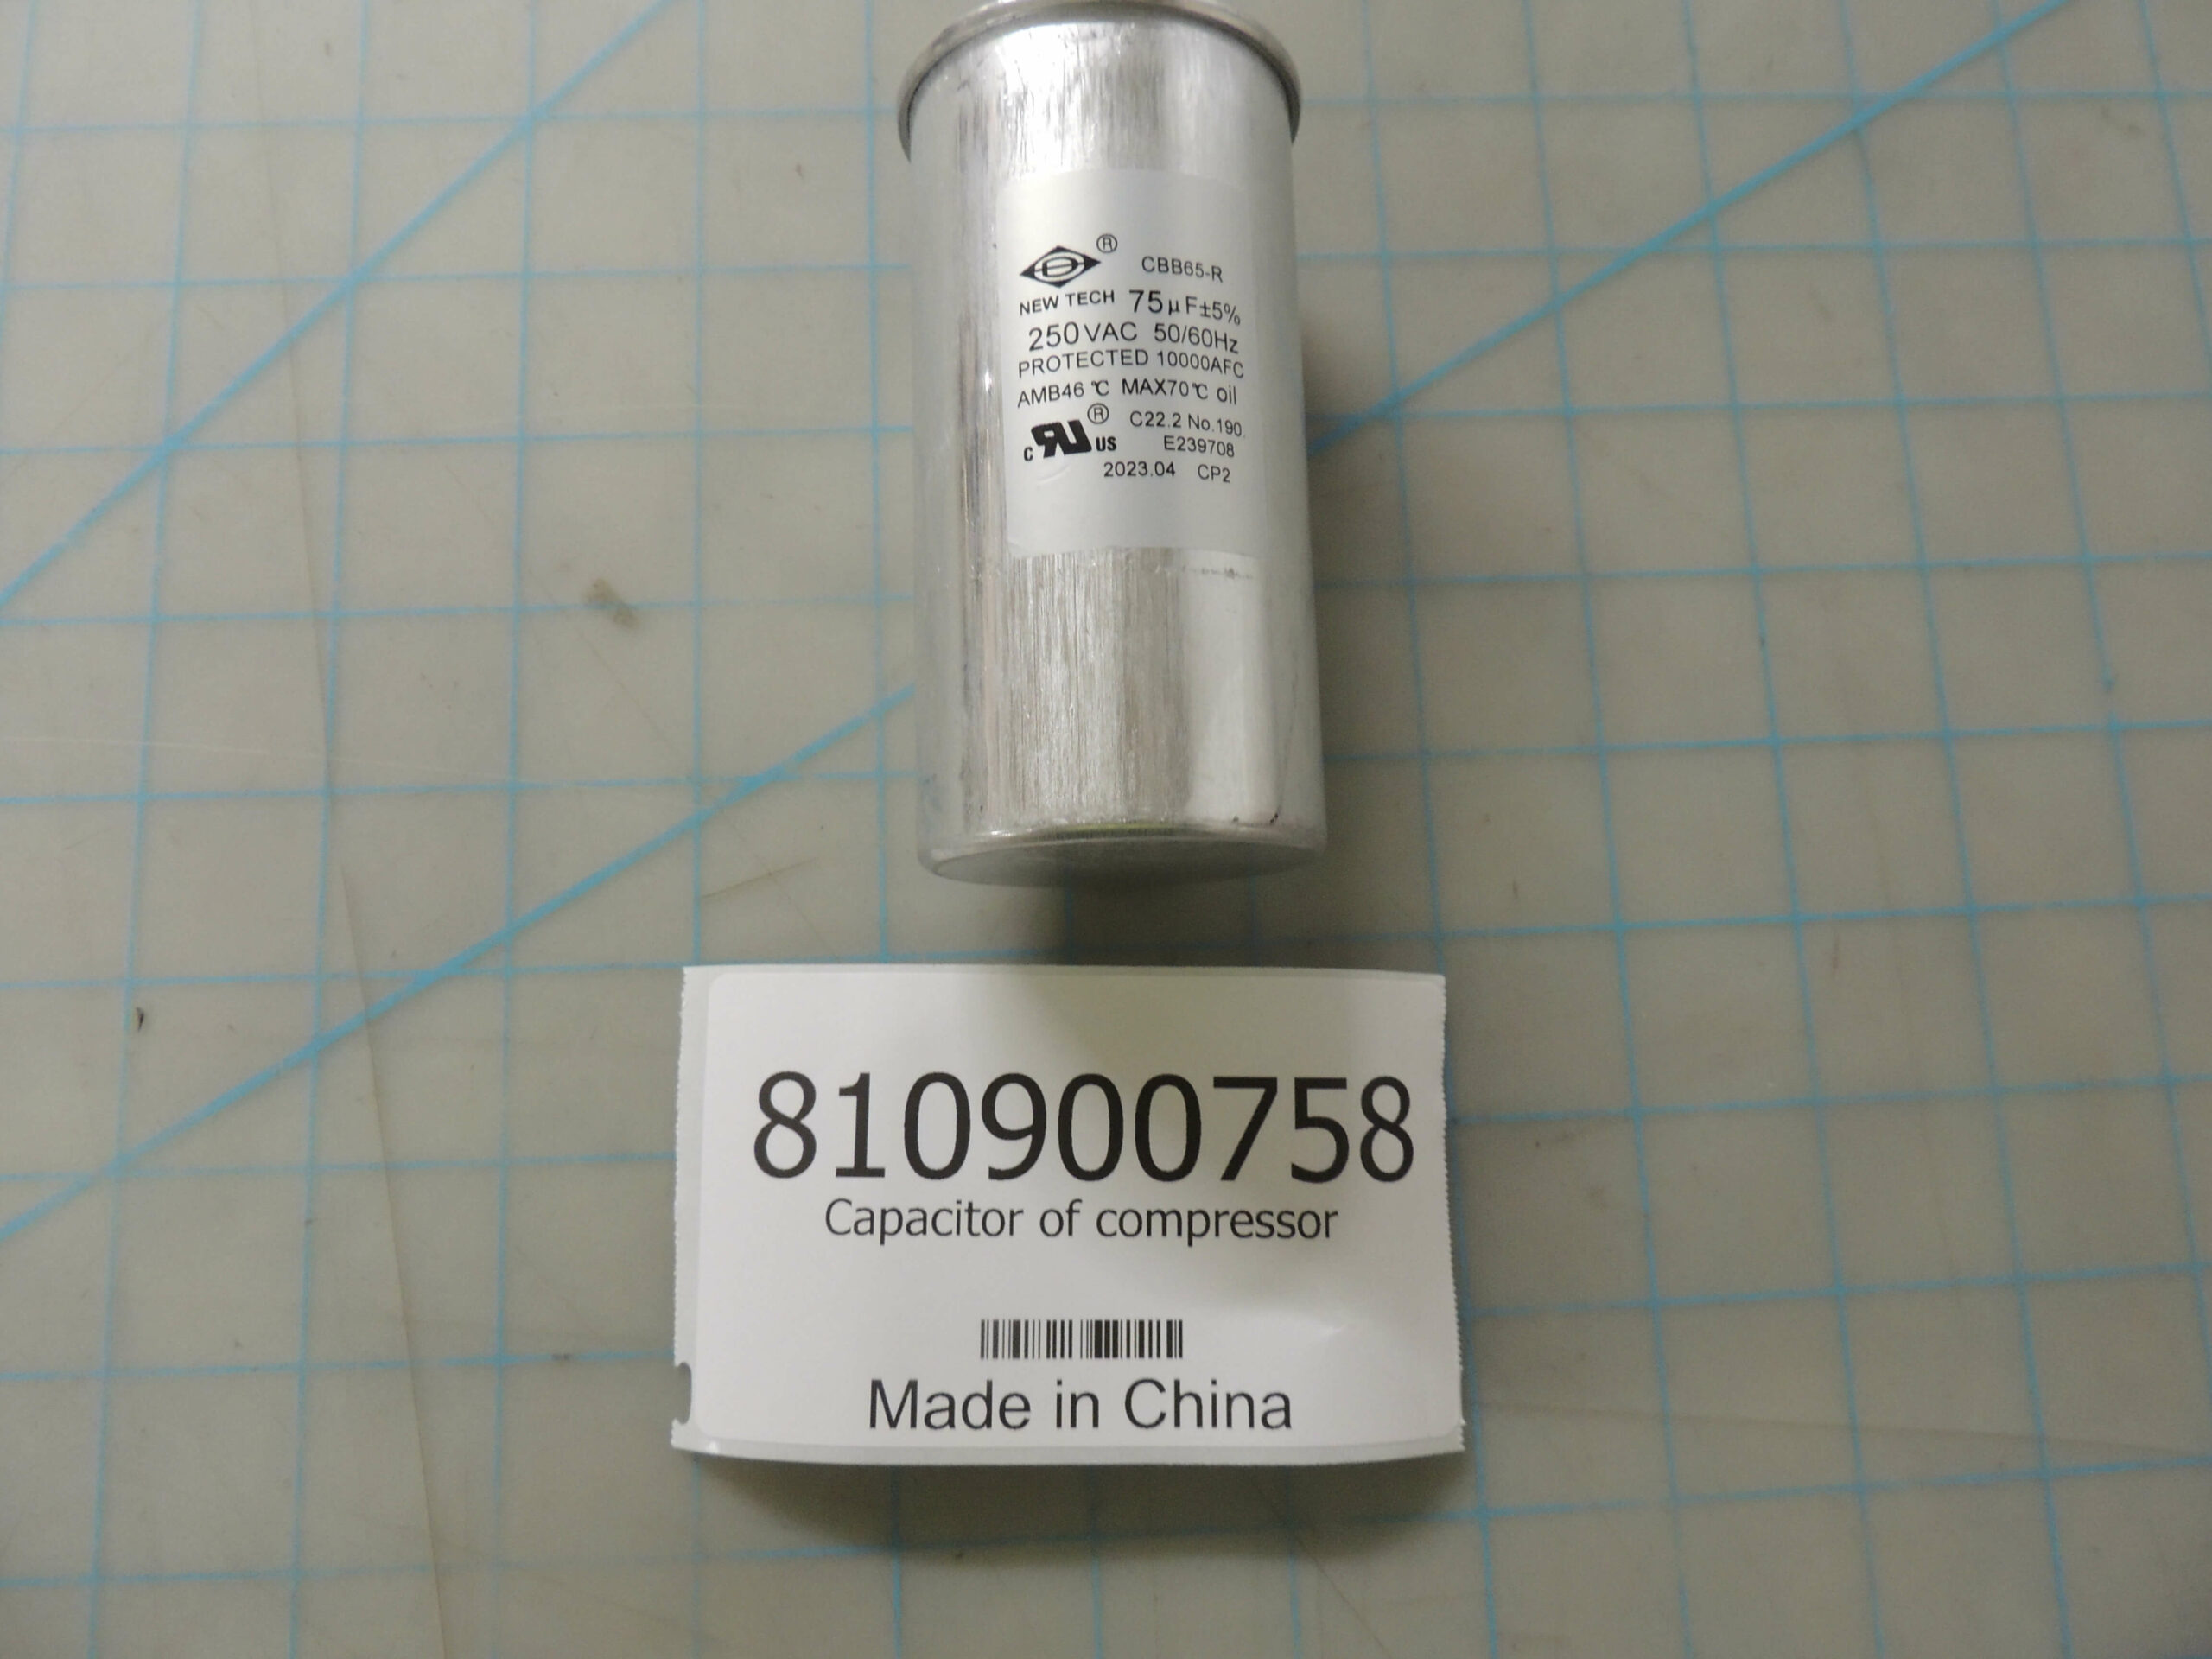 ® CBB65-R
NEW TECH 75μF±5%
250VAC 50/60Hz
PROTECTED 10000AFC
AMB46℃ MAX70℃ oil
® C22.2 No.190.
c RU US E239708
2023.04 CP2
810900758
Capacitor of compressor
Made in China